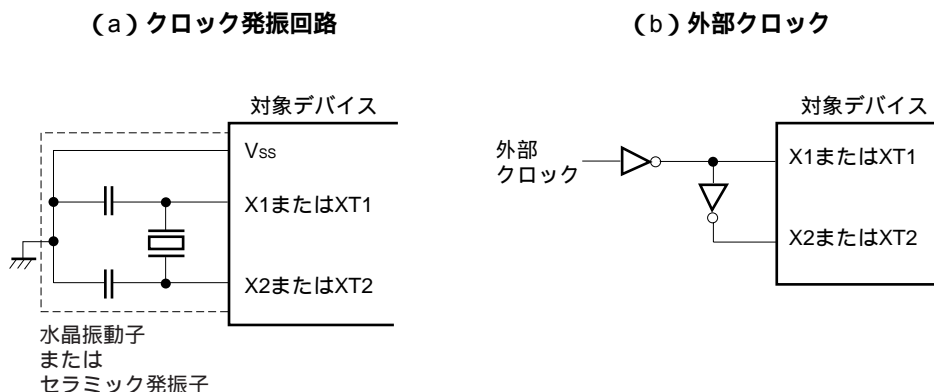 （a）クロック発振回路
対象デバイス
Vss
X1またはXT1
X2またはXT2
水晶振動子
または
セラミック発振子
（b）外部クロック
対象デバイス
外部
クロック
X1またはXT1
X2またはXT2